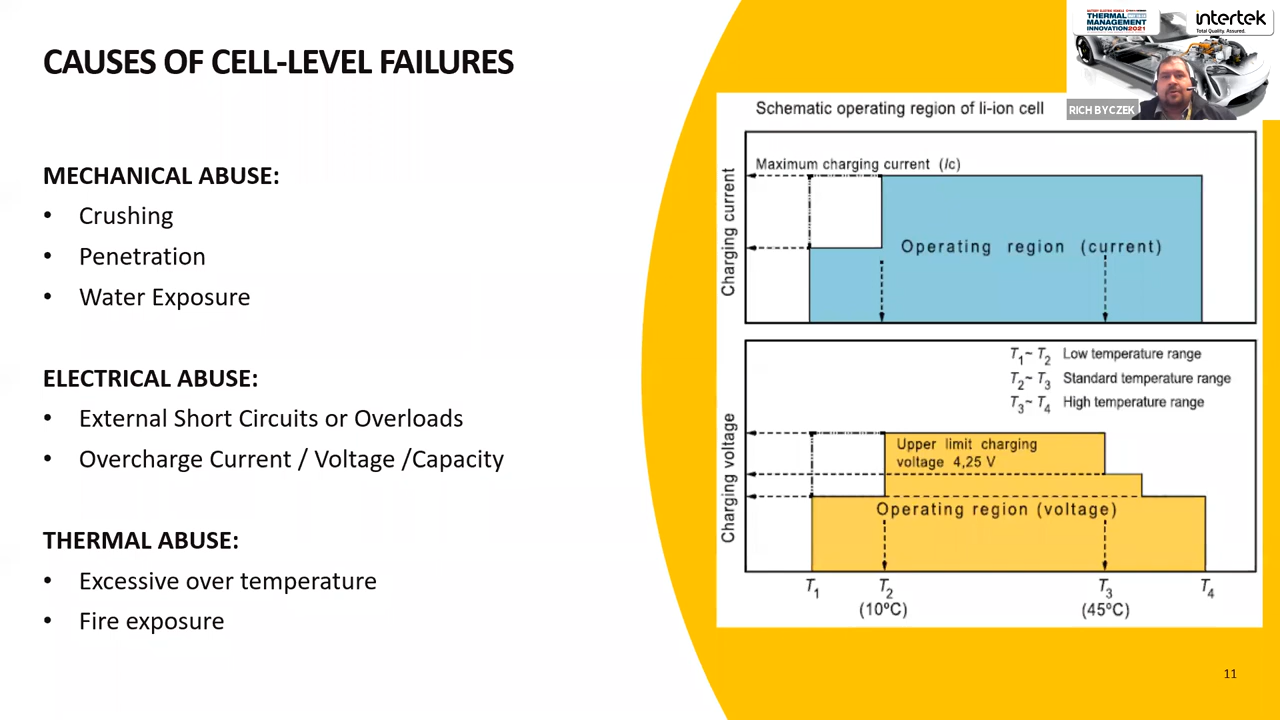 CAUSES OF CELL-LEVEL FAILURES
MECHANICAL ABUSE:
• Crushing
• Penetration
• Water Exposure
ELECTRICAL ABUSE:
• External Short Circuits or Overloads
• Overcharge Current / Voltage /Capacity
THERMAL ABUSE:
• Excessive over temperature
• Fire exposure
THERMAL
MANAGEMENT
INNOVATION2021
intertek
Total Quality. Assured.
RICH BYCZEK
Schematic operating region of li-ion cell
Maximum charging current (Ic)
Charging current
Operating region (current)
T1~ T2 Low temperature range
T2~ T3 Standard temperature range
T3~ T4 High temperature range
Charging voltage
Upper limit charging
voltage 4,25 V
Operating region (voltage)
T1 T2 T3 T4
(10°C) (45°C)
11